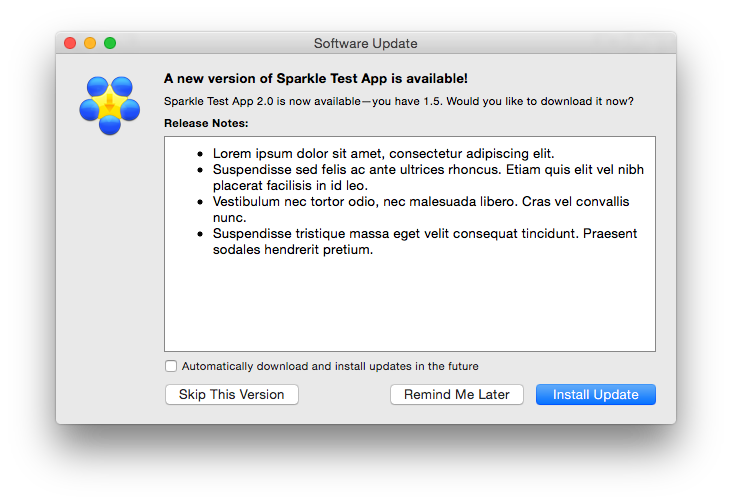 Software Update
A new version of Sparkle Test App is available!
Sparkle Test App 2.0 is now available—you have 1.5. Would you like to download it now?
Release Notes:
• Lorem ipsum dolor sit amet, consectetur adipiscing elit.
• Suspendisse sed felis ac ante ultrices rhoncus. Etiam quis elit vel nibh
placerat facilisis in id leo.
• Vestibulum nec tortor odio, nec malesuada libero. Cras vel convallis
nunc.
• Suspendisse tristique massa eget velit consequat tincidunt. Praesent
sodales hendrerit pretium.
Automatically download and install updates in the future
Skip This Version
Remind Me Later
Install Update